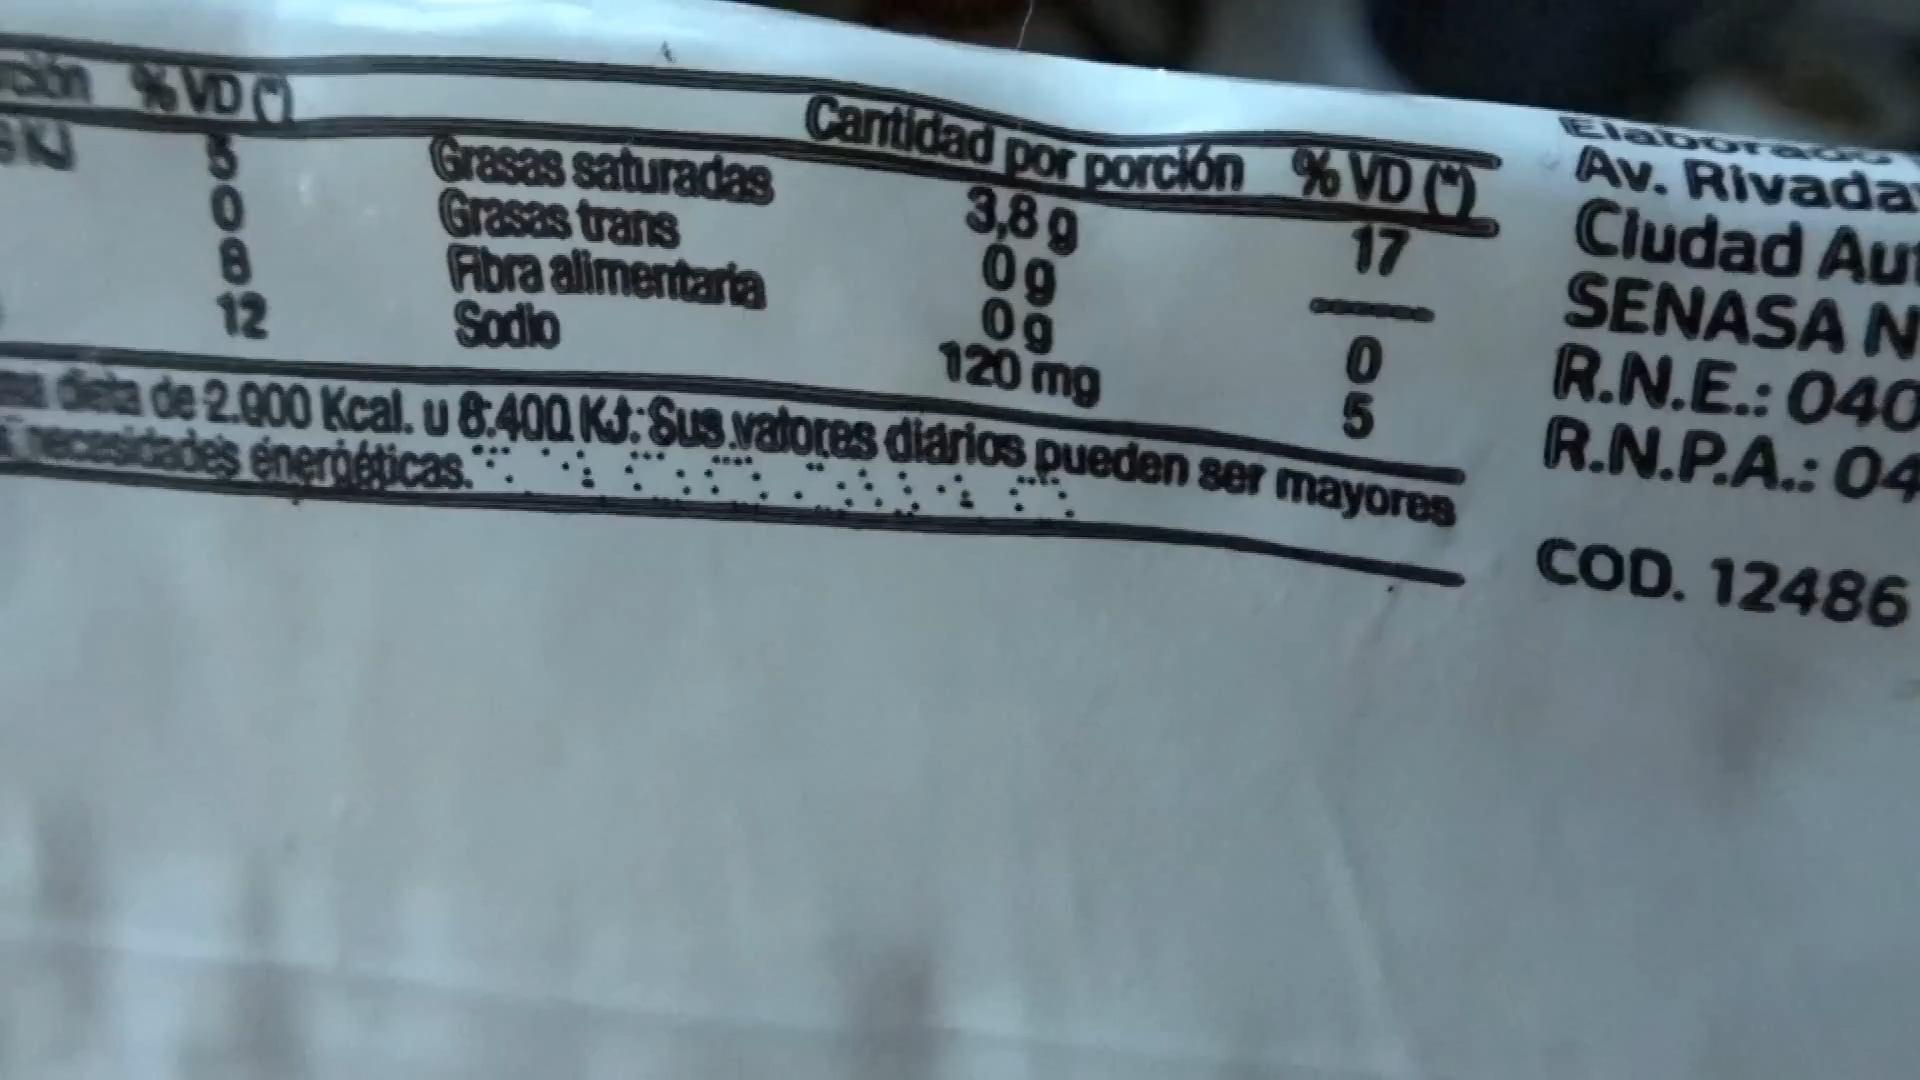 % VD (*)
Cantidad por porción % VD (*)
5 Grasas saturadas 3,8 g 17
0 Grasas trans 0 g -----
8 Fibra alimentaria 0 g 0
12 Sodio 120 mg 5
dieta de 2.000 Kcal. u 8.400 KJ. Sus valores diarios pueden ser mayores
necesidades energéticas.
Elaborado
Av. Rivada
Ciudad Aut
SENASA N
R.N.E.: 040
R.N.P.A.: 04
COD. 12486